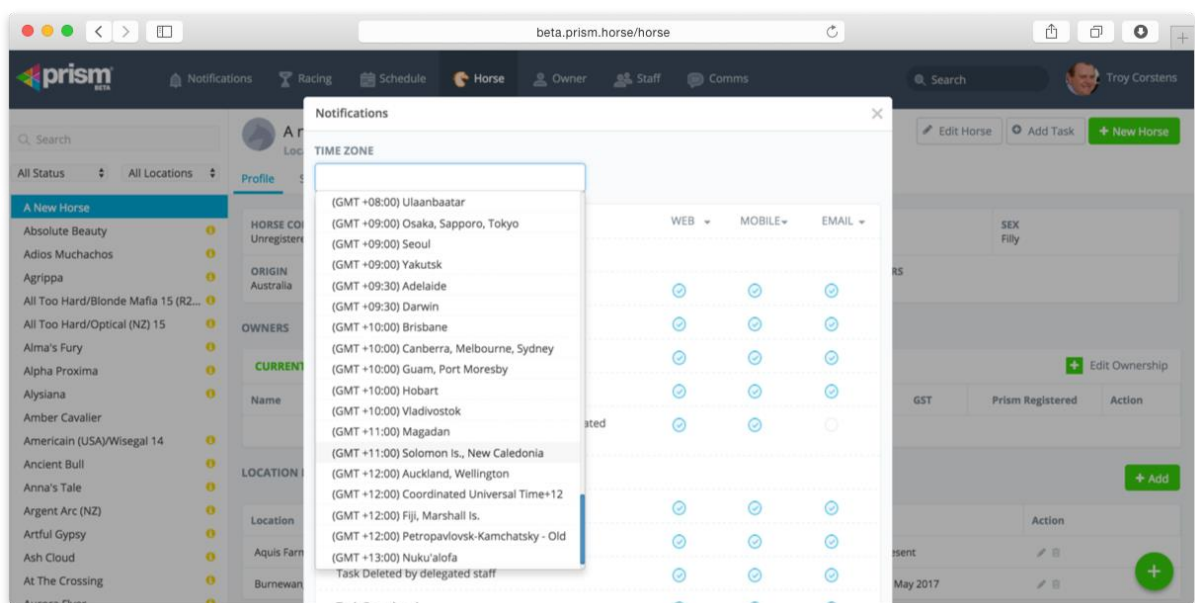 beta.prism.horse/horse
prism
BETA
Notifications
Racing
Schedule
Horse
Owner
Staff
Comms
Search
Troy Corstens
Search
All Status
All Locations
A New Horse
Absolute Beauty
Adios Muchachos
Agrippa
All Too Hard/Blonde Mafia 15 (R2...
All Too Hard/Optical (NZ) 15
Alma's Fury
Alpha Proxima
Alysiana
Amber Cavalier
Americain (USA)/Wisegal 14
Ancient Bull
Anna's Tale
Argent Arc (NZ)
Artful Gypsy
Ash Cloud
At The Crossing
Edit Horse
Add Task
+ New Horse
Profile
HORSE CO
Unregistere
SEX
Filly
ORIGIN
Australia
RS
OWNERS
CURRENT
Edit Ownership
Name
GST
Prism Registered
Action
LOCATION
+ Add
Location
Action
Aquis Farm
esent
Burnewan
May 2017
Notifications
TIME ZONE
WEB
MOBILE
EMAIL
(GMT +08:00) Ulaanbaatar
(GMT +09:00) Osaka, Sapporo, Tokyo
(GMT +09:00) Seoul
(GMT +09:00) Yakutsk
(GMT +09:30) Adelaide
(GMT +09:30) Darwin
(GMT +10:00) Brisbane
(GMT +10:00) Canberra, Melbourne, Sydney
(GMT +10:00) Guam, Port Moresby
(GMT +10:00) Hobart
(GMT +10:00) Vladivostok
(GMT +11:00) Magadan
(GMT +11:00) Solomon Is., New Caledonia
(GMT +12:00) Auckland, Wellington
(GMT +12:00) Coordinated Universal Time+12
(GMT +12:00) Fiji, Marshall Is.
(GMT +12:00) Petropavlovsk-Kamchatsky - Old
(GMT +13:00) Nuku'alofa
ated
Task Deleted by delegated staff